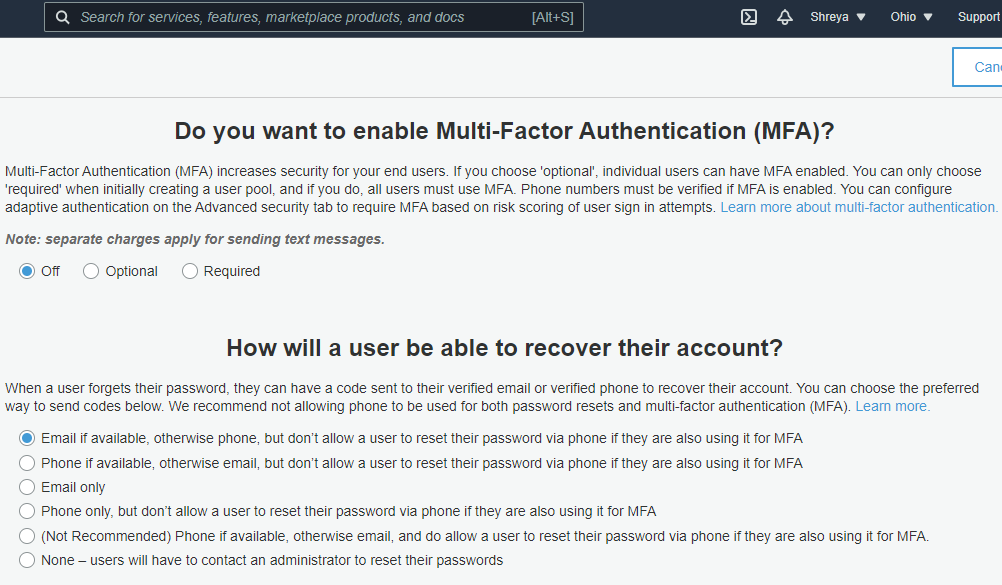 Search for services, features, marketplace products, and docs [Alt+S] Shreya Ohio Support
Canc
Do you want to enable Multi-Factor Authentication (MFA)?
Multi-Factor Authentication (MFA) increases security for your end users. If you choose 'optional', individual users can have MFA enabled. You can only choose
'required' when initially creating a user pool, and if you do, all users must use MFA. Phone numbers must be verified if MFA is enabled. You can configure
adaptive authentication on the Advanced security tab to require MFA based on risk scoring of user sign in attempts. Learn more about multi-factor authentication.
Note: separate charges apply for sending text messages.
Off Optional Required
How will a user be able to recover their account?
When a user forgets their password, they can have a code sent to their verified email or verified phone to recover their account. You can choose the preferred
way to send codes below. We recommend not allowing phone to be used for both password resets and multi-factor authentication (MFA). Learn more.
Email if available, otherwise phone, but don’t allow a user to reset their password via phone if they are also using it for MFA
Phone if available, otherwise email, but don’t allow a user to reset their password via phone if they are also using it for MFA
Email only
Phone only, but don’t allow a user to reset their password via phone if they are also using it for MFA
(Not Recommended) Phone if available, otherwise email, and do allow a user to reset their password via phone if they are also using it for MFA.
None – users will have to contact an administrator to reset their passwords